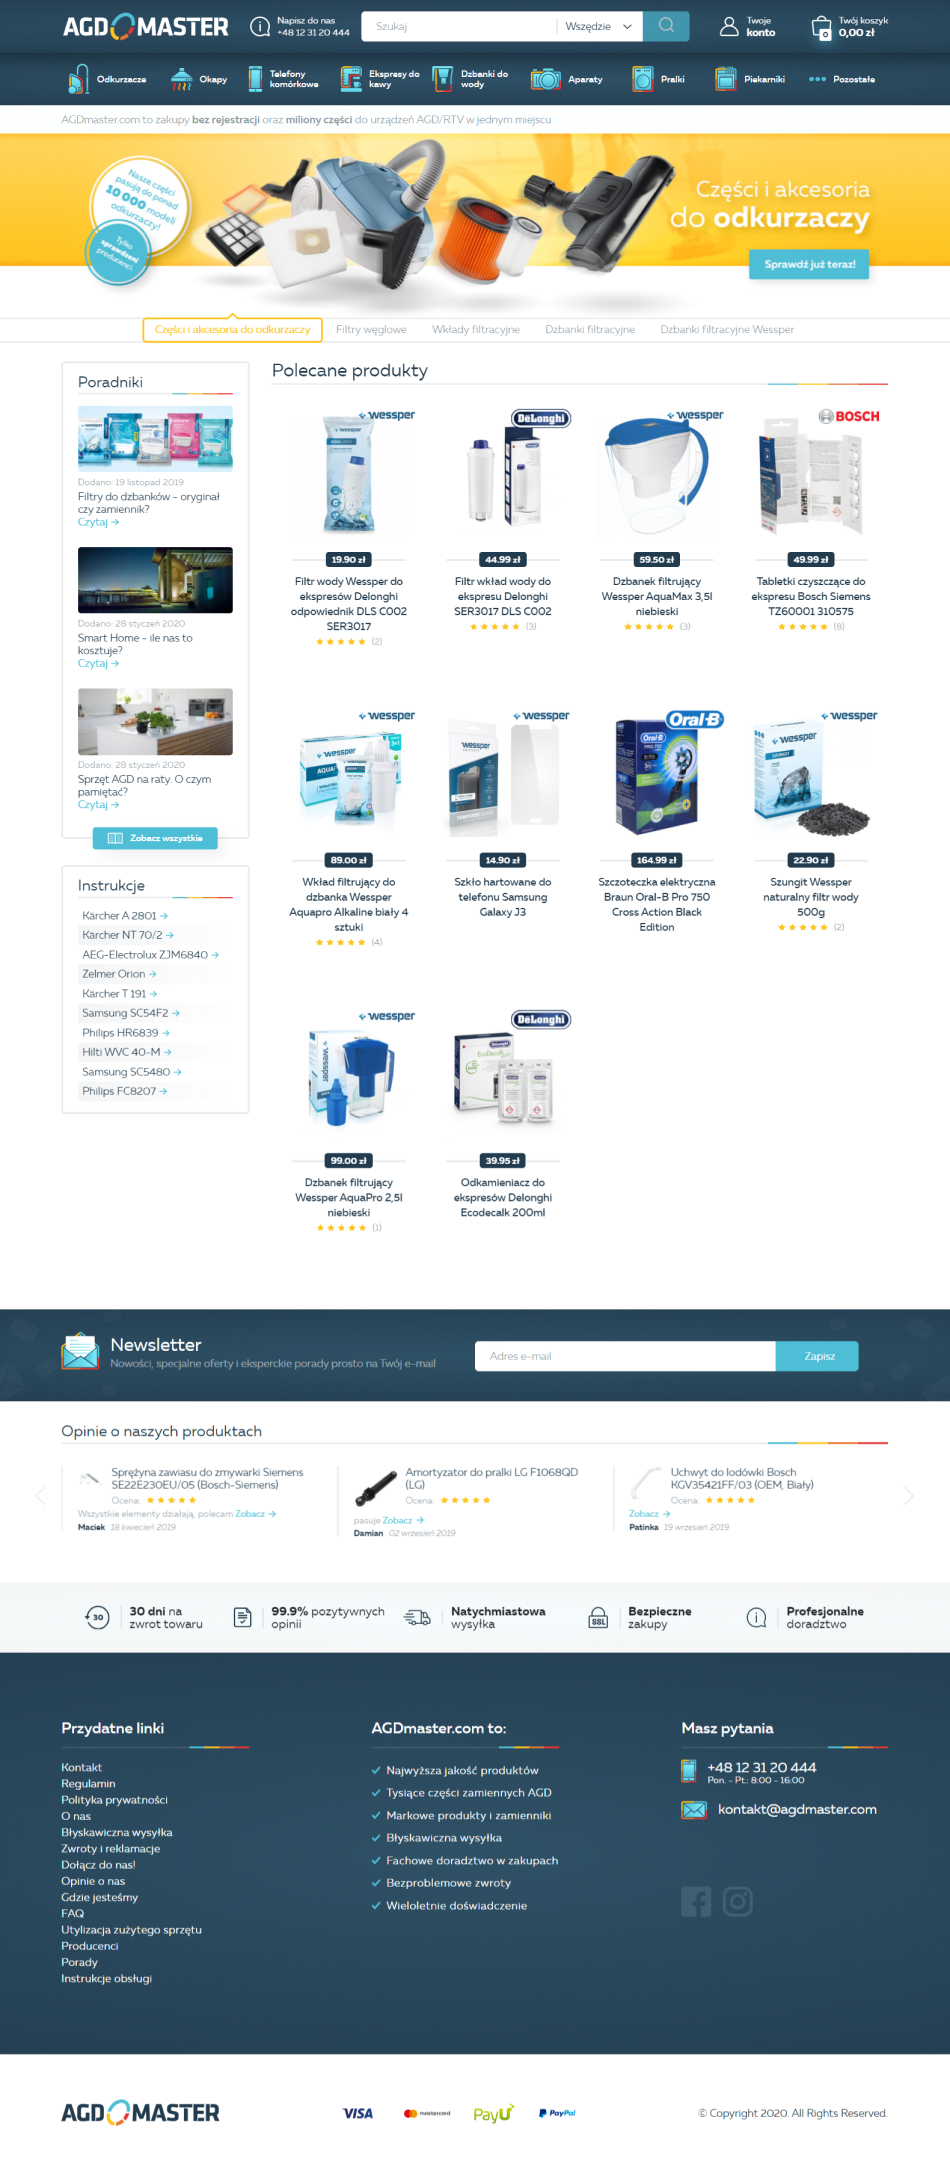 AGD MASTER
Napisz do nas
+48 12 31 20 444
Szukaj
Wszędzie
Twoje
konto
Twój koszyk
0,00 zł
Odkurzacze
Okapy
Telefony
komórkowe
Ekspresy do
kawy
Dzbanki do
wody
Aparaty
Pralki
Piekarniki
Pozostałe
AGDmaster.com to zakupy bez rejestracji oraz miliony części do urządzeń AGD/RTV w jednym miejscu
Nasze części
pasują do ponad
10 000 modeli
odkurzaczy!
Tylko
sprawdzeni
producenci
Części i akcesoria
do odkurzaczy
Sprawdź już teraz!
Części i akcesoria do odkurzaczy
Filtry węglowe
Wkłady filtracyjne
Dzbanki filtracyjne
Dzbanki filtracyjne Wessper
Poradniki
Dodano: 19 listopad 2019
Filtry do dzbanków - oryginał
czy zamiennik?
Czytaj →
Dodano: 28 styczeń 2020
Smart Home - ile nas to
kosztuje?
Czytaj →
Dodano: 28 styczeń 2020
Sprzęt AGD na raty. O czym
pamiętać?
Czytaj →
Zobacz wszystkie
Instrukcje
Kärcher A 2801 →
Kärcher NT 70/2 →
AEG-Electrolux ZJM6840 →
Zelmer Orion →
Kärcher T 191 →
Samsung SC54F2 →
Philips HR6839 →
Hilti WVC 40-M →
Samsung SC5480 →
Philips FC8207 →
Polecane produkty
wessper
DeLonghi
wessper
BOSCH
19.90 zł
Filtr wody Wessper do
ekspresów Delonghi
odpowiednik DLS C002
SER3017
(2)
44.99 zł
Filtr wkład wody do
ekspresu Delonghi
SER3017 DLS C002
(3)
59.50 zł
Dzbanek filtrujący
Wessper AquaMax 3,5l
niebieski
(3)
49.99 zł
Tabletki czyszczące do
ekspresu Bosch Siemens
TZ60001 310575
(8)
wessper
wessper
Oral-B
wessper
89.00 zł
Wkład filtrujący do
dzbanka Wessper
Aquapro Alkaline biały 4
sztuki
(4)
14.90 zł
Szkło hartowane do
telefonu Samsung
Galaxy J3
164.99 zł
Szczoteczka elektryczna
Braun Oral-B Pro 750
Cross Action Black
Edition
22.90 zł
Szungit Wessper
naturalny filtr wody
500g
(2)
wessper
DeLonghi
99.00 zł
Dzbanek filtrujący
Wessper AquaPro 2,5l
niebieski
(1)
39.95 zł
Odkamieniacz do
ekspresów Delonghi
Ecodecalk 200ml
Newsletter
Nowości, specjalne oferty i eksperckie porady prosto na Twój e-mail
Adres e-mail
Zapisz
Opinie o naszych produktach
Sprężyna zawiasu do zmywarki Siemens
SE22E230EU/05 (Bosch-Siemens)
Ocena:
Wszystkie elementy działają, polecam Zobacz →
Maciek 18 kwiecień 2019
Amortyzator do pralki LG F1068QD
(LG)
Ocena:
pasuje Zobacz →
Damian 02 wrzesień 2019
Uchwyt do lodówki Bosch
KGV35421FF/03 (OEM, Biały)
Ocena:
Zobacz →
Patinka 19 wrzesień 2019
30
30 dni na
zwrot towaru
99.9% pozytywnych
opinii
Natychmiastowa
wysyłka
SSL
Bezpieczne
zakupy
Profesjonalne
doradztwo
Przydatne linki
Kontakt
Regulamin
Polityka prywatności
O nas
Błyskawiczna wysyłka
Zwroty i reklamacje
Dołącz do nas!
Opinie o nas
Gdzie jesteśmy
FAQ
Utylizacja zużytego sprzętu
Producenci
Porady
Instrukcje obsługi
AGDmaster.com to:
Najwyższa jakość produktów
Tysiące części zamiennych AGD
Markowe produkty i zamienniki
Błyskawiczna wysyłka
Fachowe doradztwo w zakupach
Bezproblemowe zwroty
Wieloletnie doświadczenie
Masz pytania
+48 12 31 20 444
Pon. - Pt.: 8:00 - 16:00
kontakt@agdmaster.com
AGD MASTER
VISA
mastercard
PayU
PayPal
© Copyright 2020. All Rights Reserved.